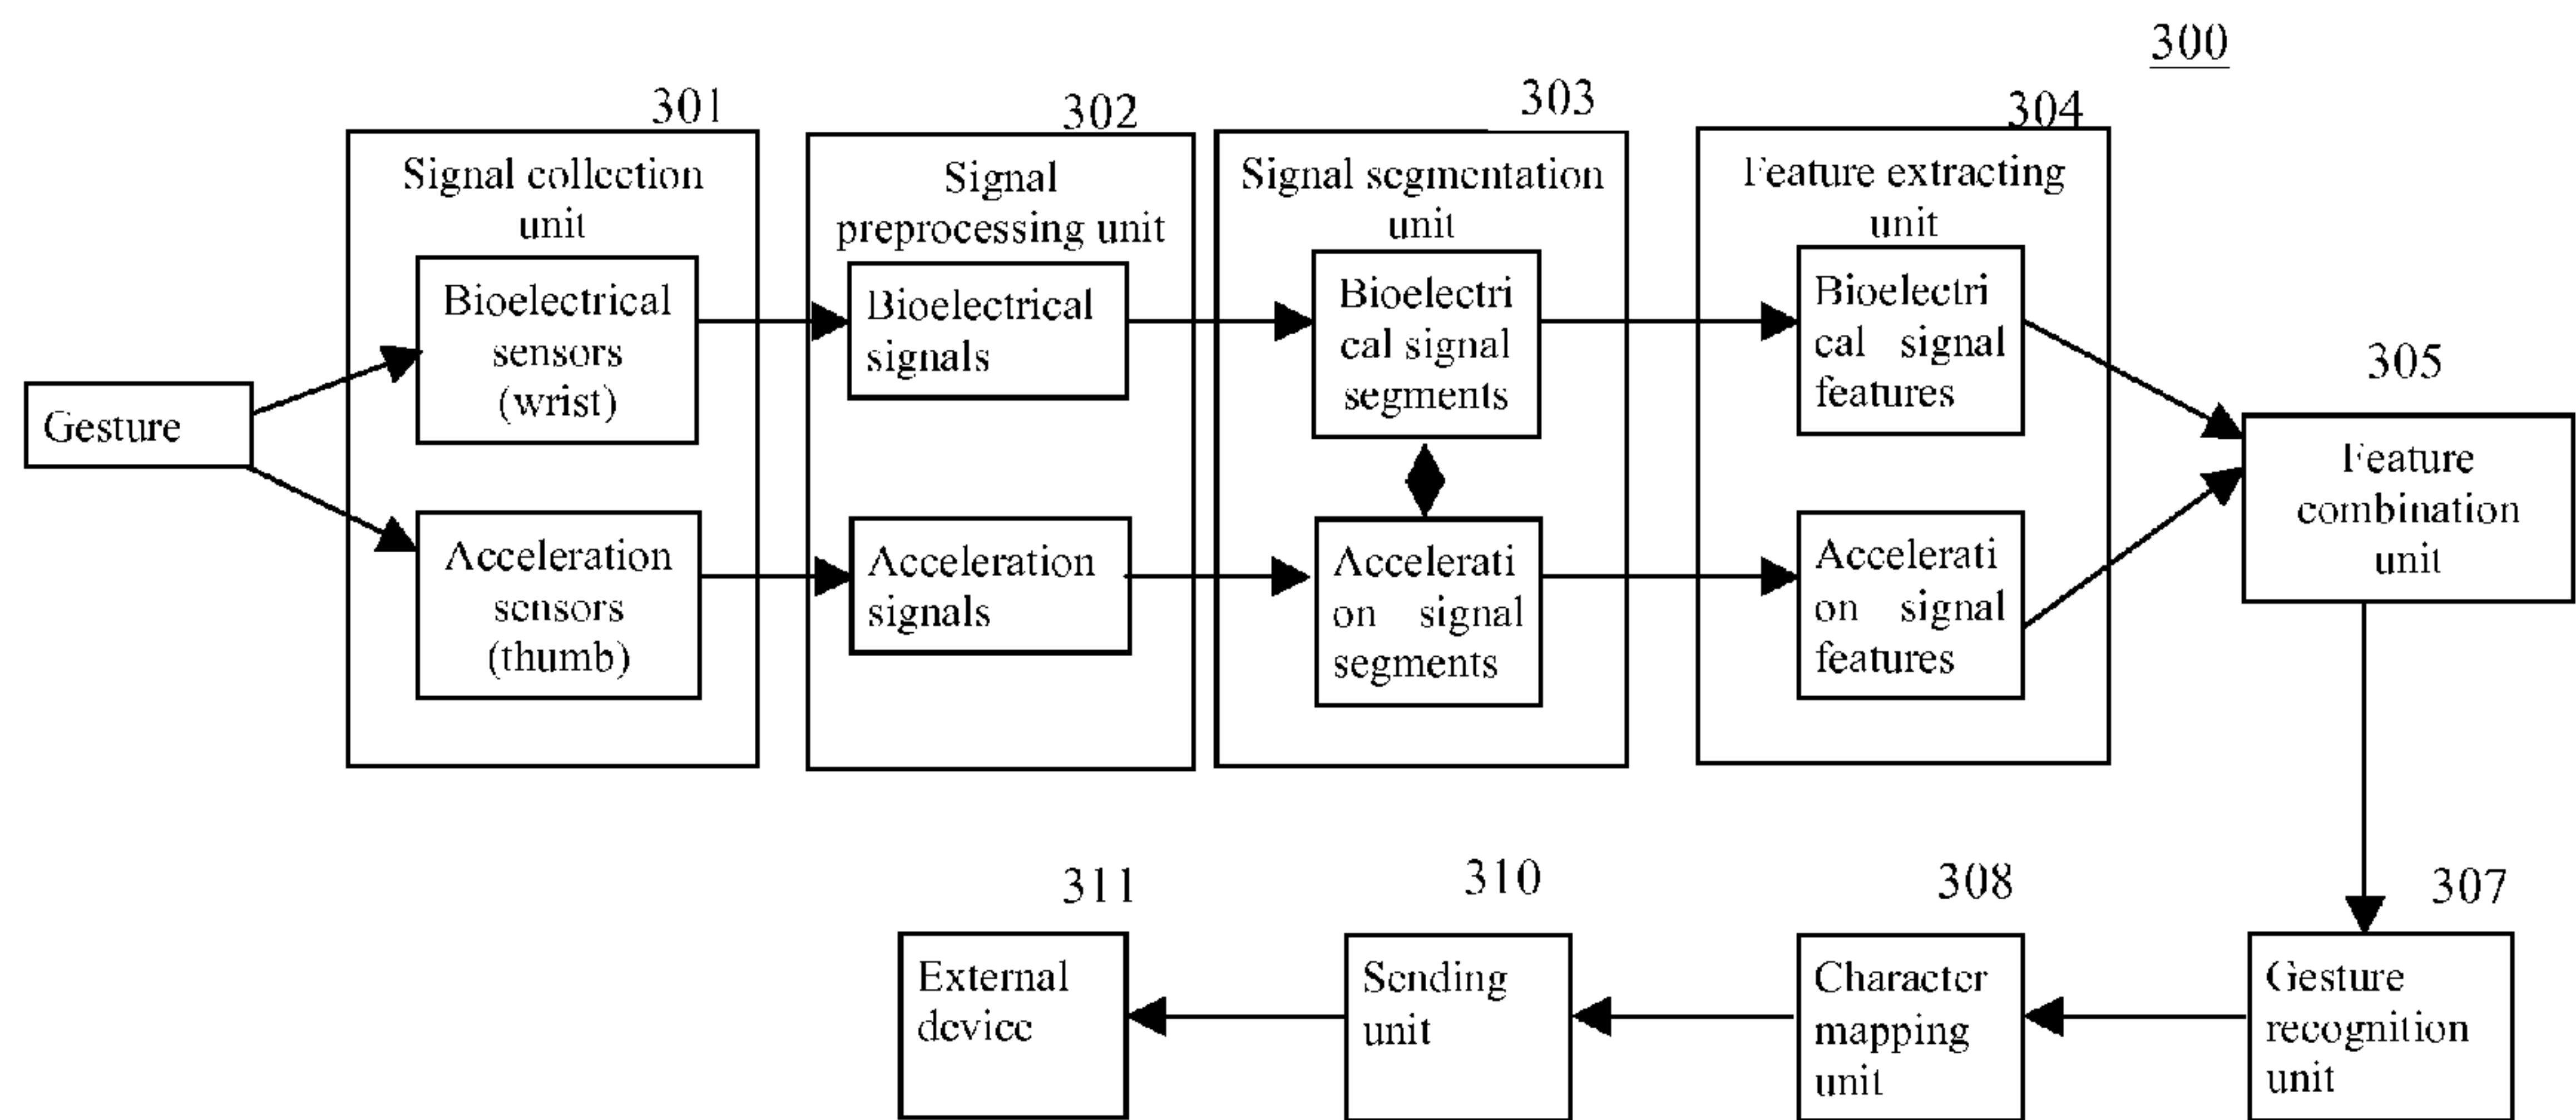 300
301
Signal collection
unit
Bioelectrical
sensors
(wrist)
Acceleration
sensors
(thumb)
Gesture
302
Signal
preprocessing unit
Bioelectrical
signals
Acceleration
signals
303
Signal segmentation
unit
Bioelectri
cal signal
segments
Accelerati
on signal
segments
304
Feature extracting
unit
Bioelectri
cal signal
features
Accelerati
on signal
features
305
Feature
combination
unit
307
Gesture
recognition
unit
308
Character
mapping
unit
310
Sending
unit
311
External
device